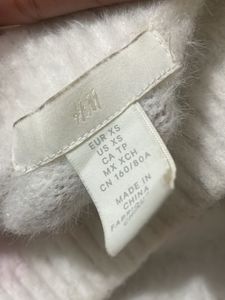 H&M
EUR XS
US XS
CA TP
MX XCH
CN 160/80A
MADE IN
CHINA